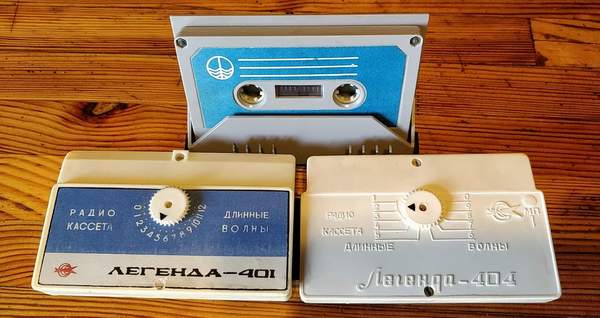 РАДИО
КАССЕТА
ДЛИННЫЕ
ВОЛНЫ
0 1 2 3 4 5 6 7 8 9 10 11 12
ЛЕГЕНДА-401
РАДИО
КАССЕТА
ДЛИННЫЕ
ВОЛНЫ
МП
Легенда-404